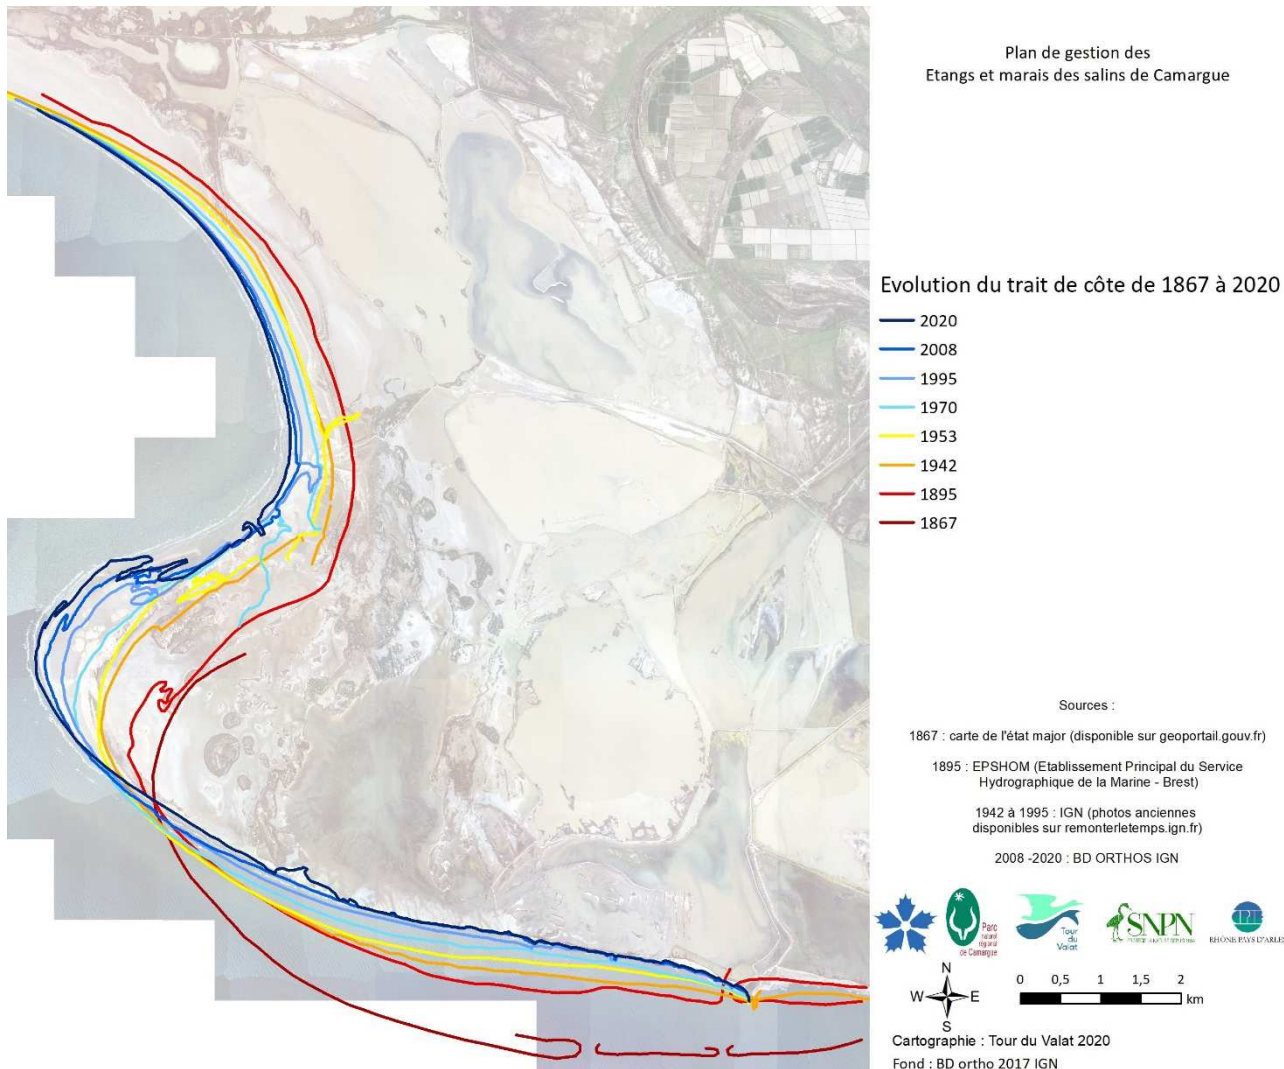 Plan de gestion des
Etangs et marais des salins de Camargue
Evolution du trait de côte de 1867 à 2020
2020
2008
1995
1970
1953
1942
1895
1867
Sources :
1867 : carte de l'état major (disponible sur geoportail.gouv.fr)
1895 : EPSHOM (Etablissement Principal du Service
Hydrographique de la Marine - Brest)
1942 à 1995 : IGN (photos anciennes
disponibles sur remonterletemps.ign.fr)
2008 -2020 : BD ORTHOS IGN
Parc
naturel
régional
de Camargue
Tour
du
Valat
SNPN
RHÔNE PAYS D'ARLES
N
W E
S
0 0,5 1 1,5 2
km
Cartographie : Tour du Valat 2020
Fond : BD ortho 2017 IGN